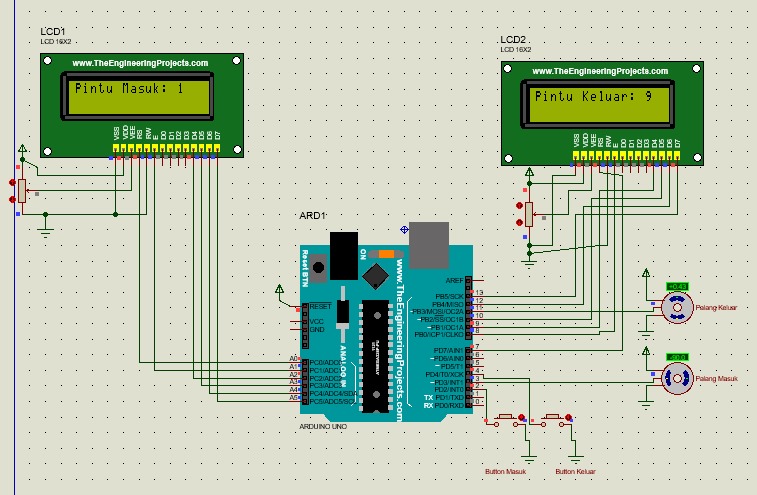 LCD1
LCD 16X2
www.TheEngineeringProjects.com
Pintu Masuk: 1
VSS VDD VEE RS RW E D0 D1 D2 D3 D4 D5 D6 D7
LCD2
LCD 16X2
www.TheEngineeringProjects.com
Pintu Keluar: 9
VSS VDD VEE RS RW E D0 D1 D2 D3 D4 D5 D6 D7
ARD1
Reset BTN
ON
www.TheEngineeringProjects.com
RESET
VCC
GND
ANALOG IN
A0 PC0/ADC0
A1 PC1/ADC1
A2 PC2/ADC2
A3 PC3/ADC3
A4 PC4/ADC4/SDA
A5 PC5/ADC5/SCL
AREF
PB5/SCK 13
PB4/MISO 12
~PB3/MOSI/OC2A 11
~PB2/SS/OC1B 10
~PB1/OC1A 9
PB0/ICP1/CLKO 8
PD7/AIN1 7
~PD6/AIN0 6
~PD5/T1 5
PD4/T0/XCK 4
~PD3/INT1 3
PD2/INT0 2
TX PD1/TXD 1
RX PD0/RXD 0
ARDUINO UNO
Palang Keluar
Palang Masuk
Button Masuk
Button Keluar